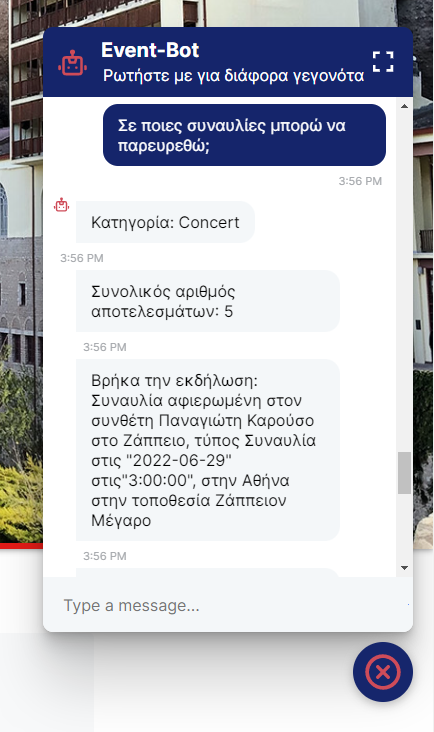 Event-Bot
Ρωτήστε με για διάφορα γεγονότα
Σε ποιες συναυλίες μπορώ να
παρευρεθώ;
3:56 PM
Κατηγορία: Concert
3:56 PM
Συνολικός αριθμός
αποτελεσμάτων: 5
3:56 PM
Βρήκα την εκδήλωση:
Συναυλία αφιερωμένη στον
συνθέτη Παναγιώτη Καρούσο
στο Ζάππειο, τύπος Συναυλία
στις "2022-06-29"
στις"3:00:00", στην Αθήνα
στην τοποθεσία Ζάππειον
Μέγαρο
3:56 PM
Type a message...